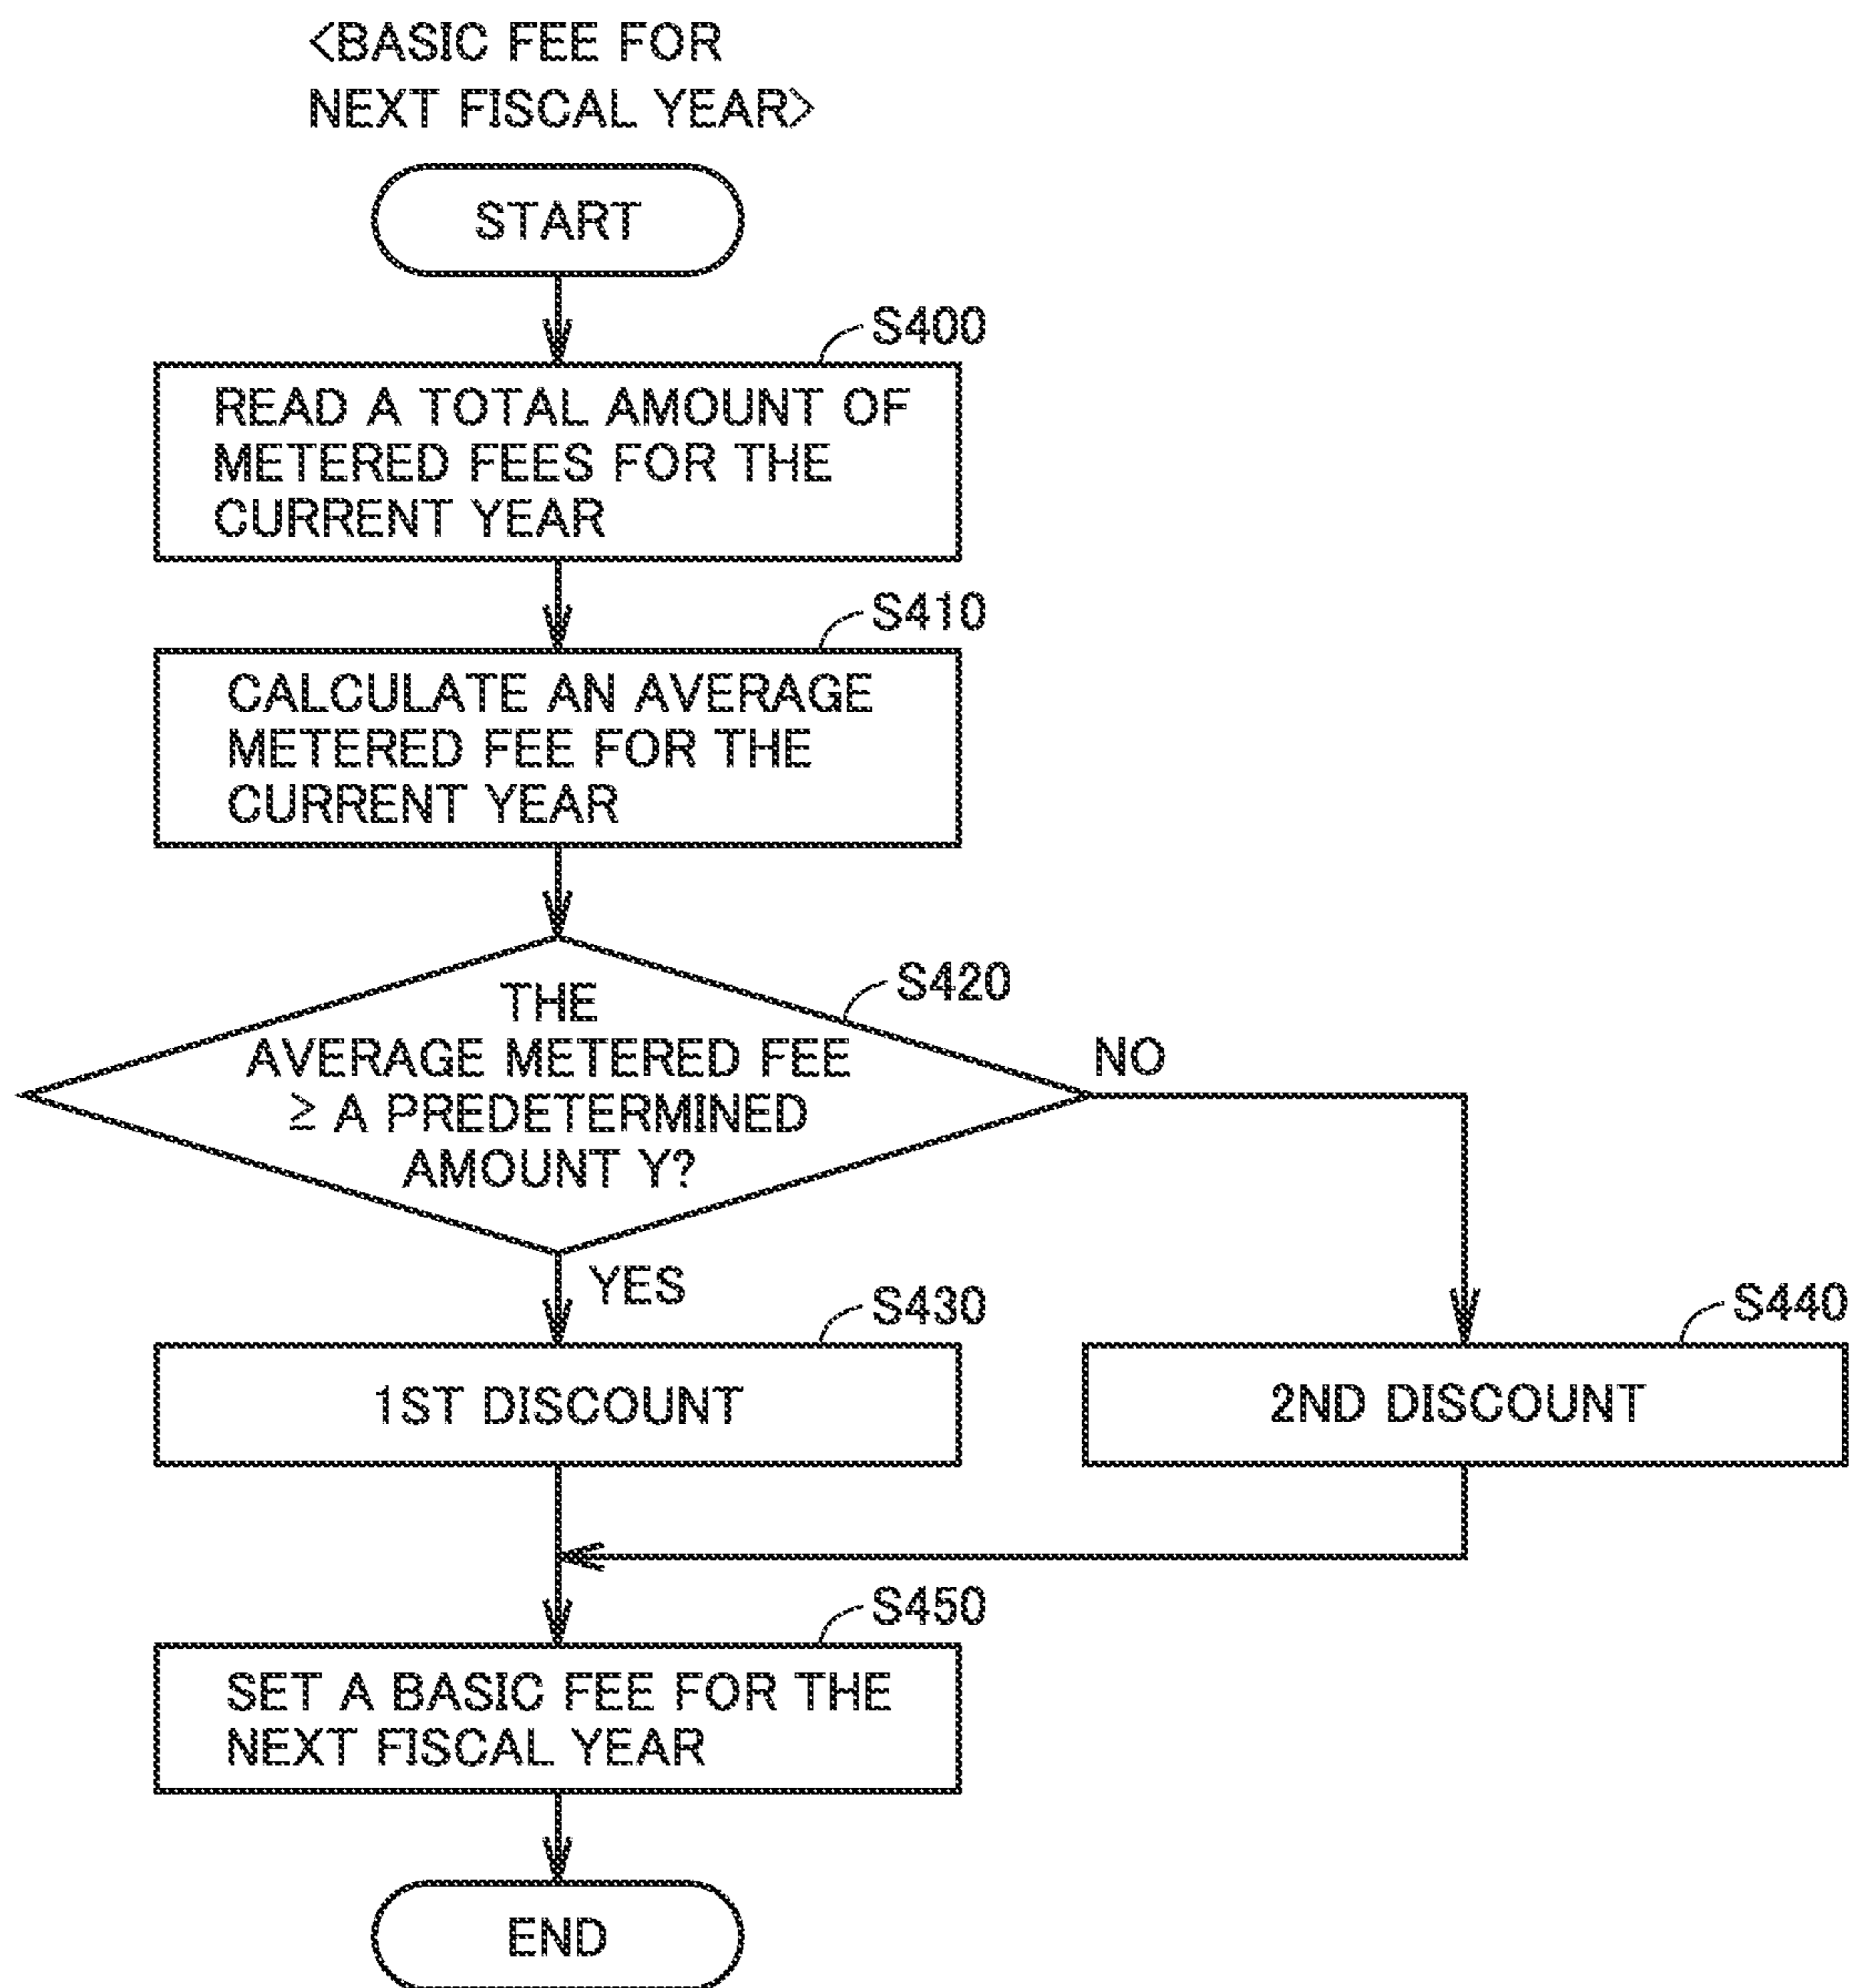 <BASIC FEE FOR
NEXT FISCAL YEAR>
START
S400
READ A TOTAL AMOUNT OF
METERED FEES FOR THE
CURRENT YEAR
S410
CALCULATE AN AVERAGE
METERED FEE FOR THE
CURRENT YEAR
S420
THE
AVERAGE METERED FEE
≥ A PREDETERMINED
AMOUNT Y?
NO
YES
S430
1ST DISCOUNT
S440
2ND DISCOUNT
S450
SET A BASIC FEE FOR THE
NEXT FISCAL YEAR
END